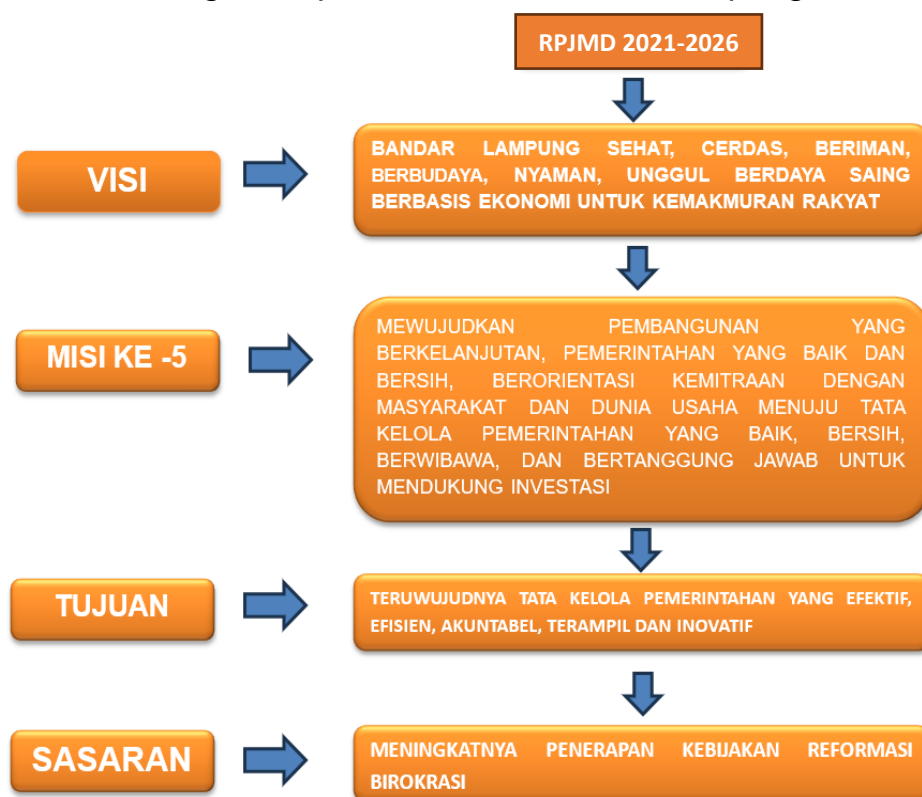 RPJMD 2021-2026
VISI
BANDAR LAMPUNG SEHAT, CERDAS, BERIMAN,
BERBUDAYA, NYAMAN, UNGGUL BERDAYA SAING
BERBASIS EKONOMI UNTUK KEMAKMURAN RAKYAT
MISI KE -5
MEWUJUDKAN PEMBANGUNAN YANG
BERKELANJUTAN, PEMERINTAHAN YANG BAIK DAN
BERSIH, BERORIENTASI KEMITRAAN DENGAN
MASYARAKAT DAN DUNIA USAHA MENUJU TATA
KELOLA PEMERINTAHAN YANG BAIK, BERSIH,
BERWIBAWA, DAN BERTANGGUNG JAWAB UNTUK
MENDUKUNG INVESTASI
TUJUAN
TERUWUJUDNYA TATA KELOLA PEMERINTAHAN YANG EFEKTIF,
EFISIEN, AKUNTABEL, TERAMPIL DAN INOVATIF
SASARAN
MENINGKATNYA PENERAPAN KEBIJAKAN REFORMASI
BIROKRASI